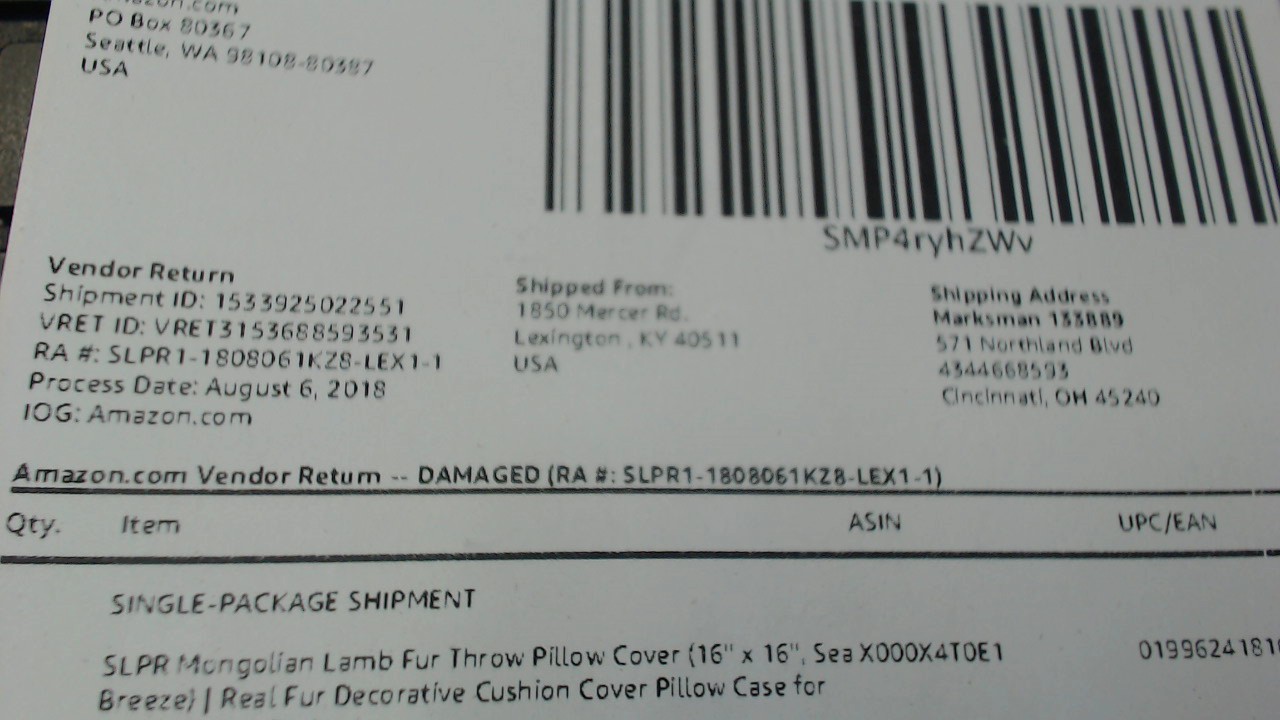 PO Box 80367
Seattle, WA 98108-80387
USA
SMP4ryhZWv
Vendor Return
Shipment ID: 1533925022551
VRET ID: VRET3153688593531
RA #: SLPR1-1808061KZ8-LEX1-1
Process Date: August 6, 2018
IOG: Amazon.com
Shipped From:
1850 Mercer Rd.
Lexington , KY 40511
USA
Shipping Address
Marksman 133889
571 Northland Blvd
4344668593
Cincinnati, OH 45240
Amazon.com Vendor Return -- DAMAGED (RA #: SLPR1-1808061KZ8-LEX1-1)
Qty. Item ASIN UPC/EAN
SINGLE-PACKAGE SHIPMENT
SLPR Mongolian Lamb Fur Throw Pillow Cover (16" x 16", Sea X000X4T0E1
Breeze) | Real Fur Decorative Cushion Cover Pillow Case for